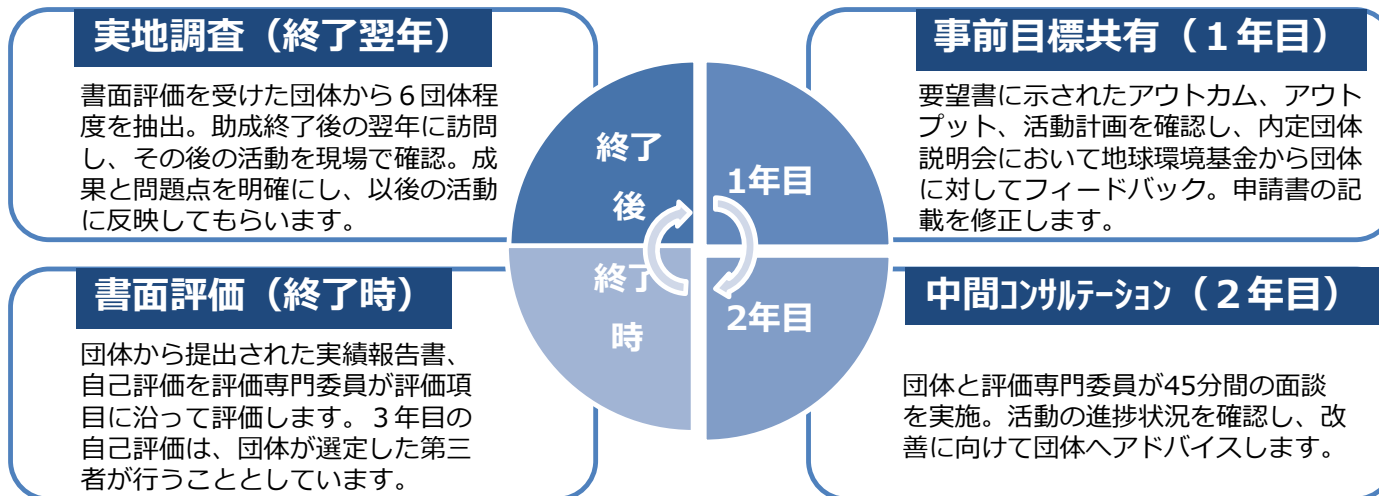 実地調査（終了翌年）
書面評価を受けた団体から６団体程
度を抽出。助成終了後の翌年に訪問
し、その後の活動を現場で確認。成
果と問題点を明確にし、以後の活動
に反映してもらいます。
事前目標共有（１年目）
要望書に示されたアウトカム、アウト
プット、活動計画を確認し、内定団体
説明会において地球環境基金から団体
に対してフィードバック。申請書の記
載を修正します。
終了
後
1年目
終了
時
2年目
書面評価（終了時）
団体から提出された実績報告書、
自己評価を評価専門委員が評価項
目に沿って評価します。３年目の
自己評価は、団体が選定した第三
者が行うこととしています。
中間ｺﾝｻﾙﾃｰｼｮﾝ（２年目）
団体と評価専門委員が45分間の面談
を実施。活動の進捗状況を確認し、改
善に向けて団体へアドバイスします。